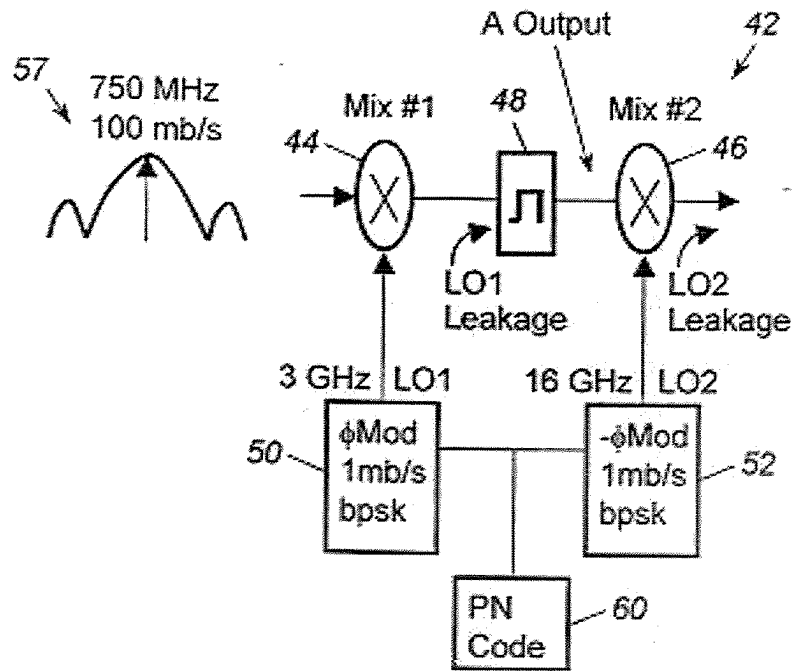 A Output
42
57
750 MHz
100 mb/s
Mix #1
48
Mix #2
44
46
LO1
Leakage
LO2
Leakage
3 GHz LO1
16 GHz LO2
50
ϕMod
1mb/s
bpsk
-ϕMod
1mb/s
bpsk
52
PN
Code
60